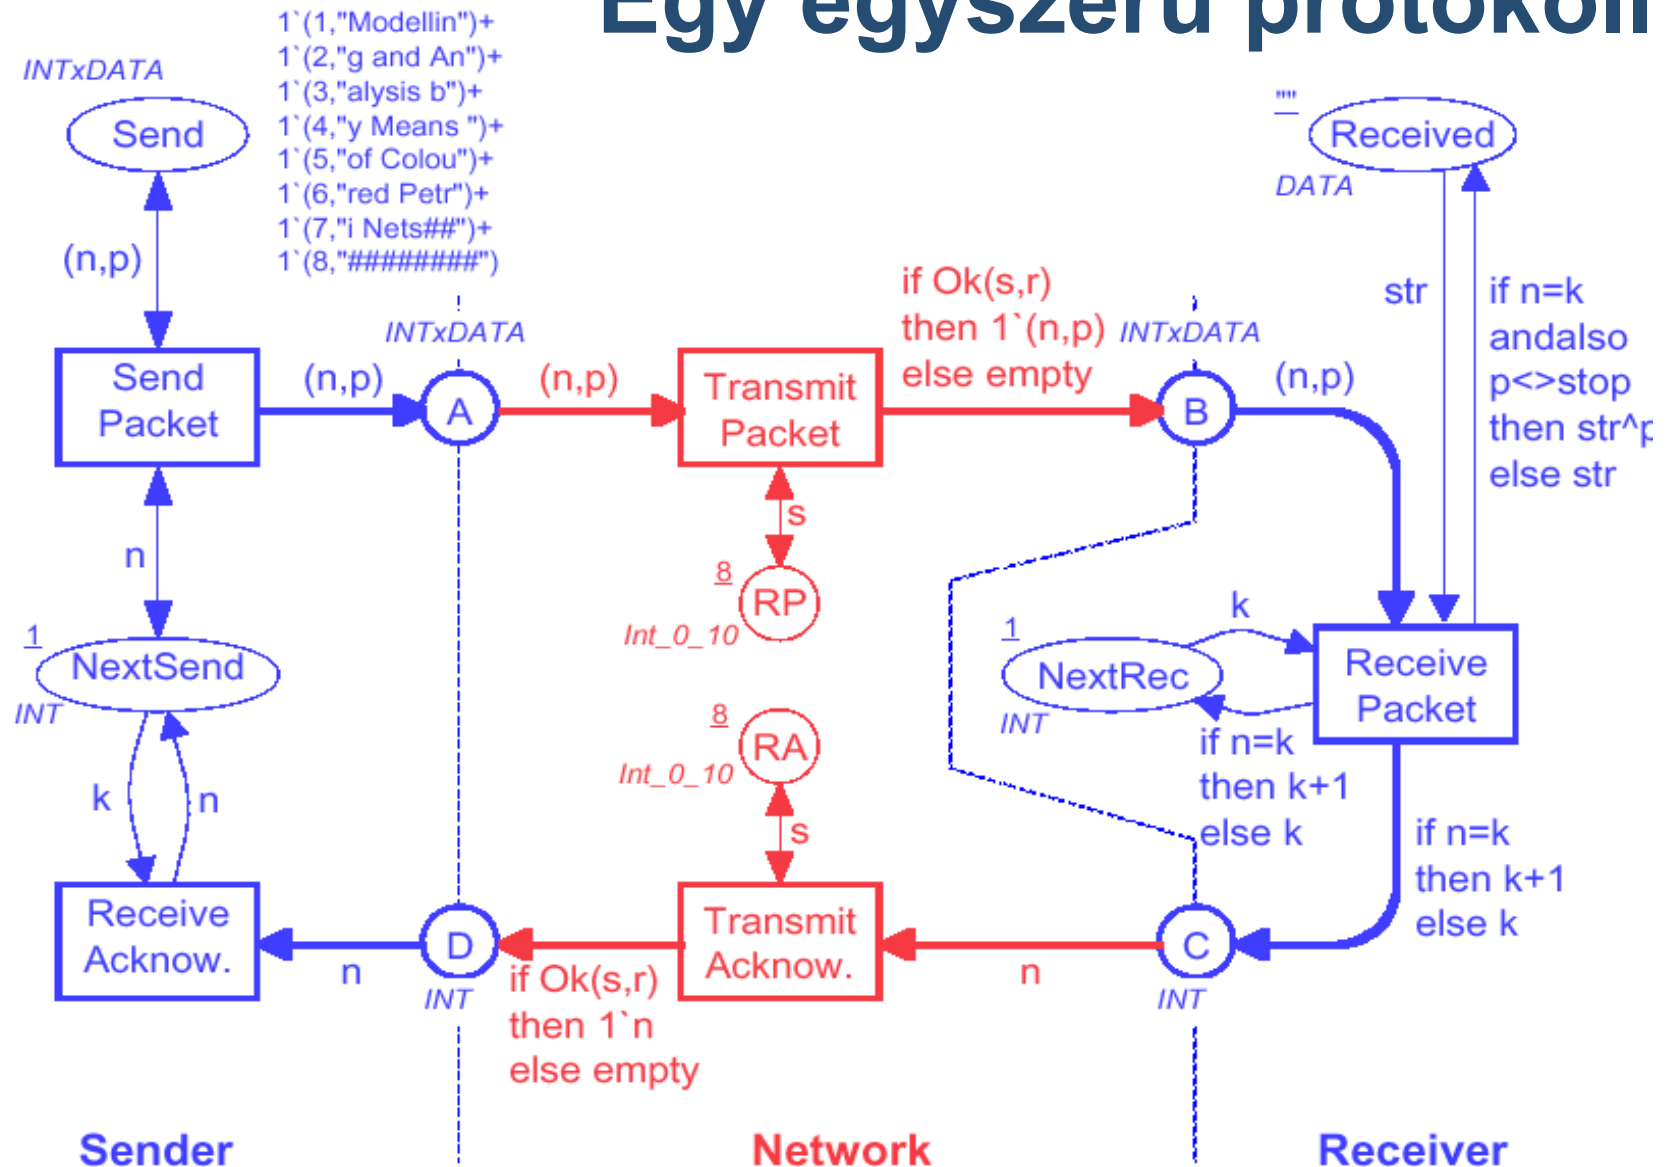 Egy egyszerű protokoll
1`(1,"Modellin")+
1`(2,"g and An")+
1`(3,"alysis b")+
1`(4,"y Means ")+
1`(5,"of Colou")+
1`(6,"red Petr")+
1`(7,"i Nets##")+
1`(8,"########")
INTxDATA
Send
""
Received
DATA
(n,p)
str
if n=k
andalso
p<>stop
then str^p
else str
INTxDATA
if Ok(s,r)
then 1`(n,p)
else empty
INTxDATA
Send
Packet
(n,p)
A
(n,p)
Transmit
Packet
B
(n,p)
n
s
8
RP
Int_0_10
1
NextSend
INT
k
1
NextRec
INT
Receive
Packet
8
RA
Int_0_10
if n=k
then k+1
else k
k
n
s
if n=k
then k+1
else k
Receive
Acknow.
n
D
INT
if Ok(s,r)
then 1`n
else empty
Transmit
Acknow.
n
C
INT
Sender
Network
Receiver